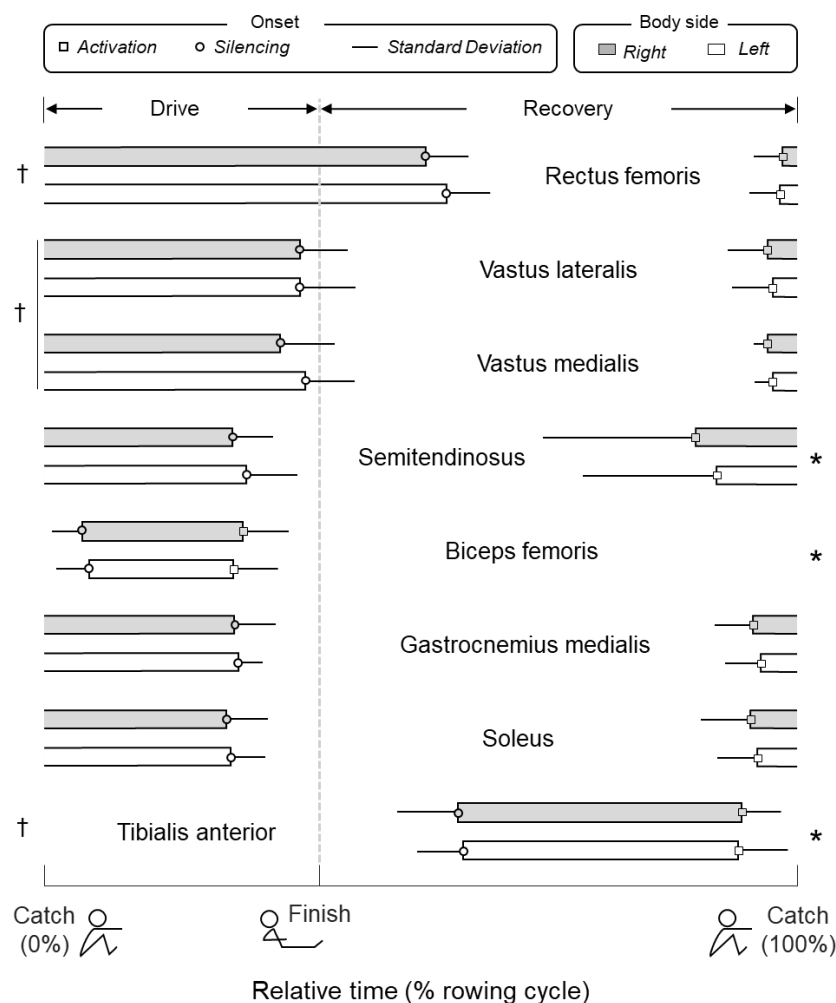 Onset
Activation Silencing Standard Deviation
Body side
Right Left
Drive Recovery
†
Rectus femoris
†
Vastus lateralis
Vastus medialis
Semitendinosus *
Biceps femoris *
Gastrocnemius medialis
Soleus
† Tibialis anterior *
Catch
(0%)
Finish
Catch
(100%)
Relative time (% rowing cycle)